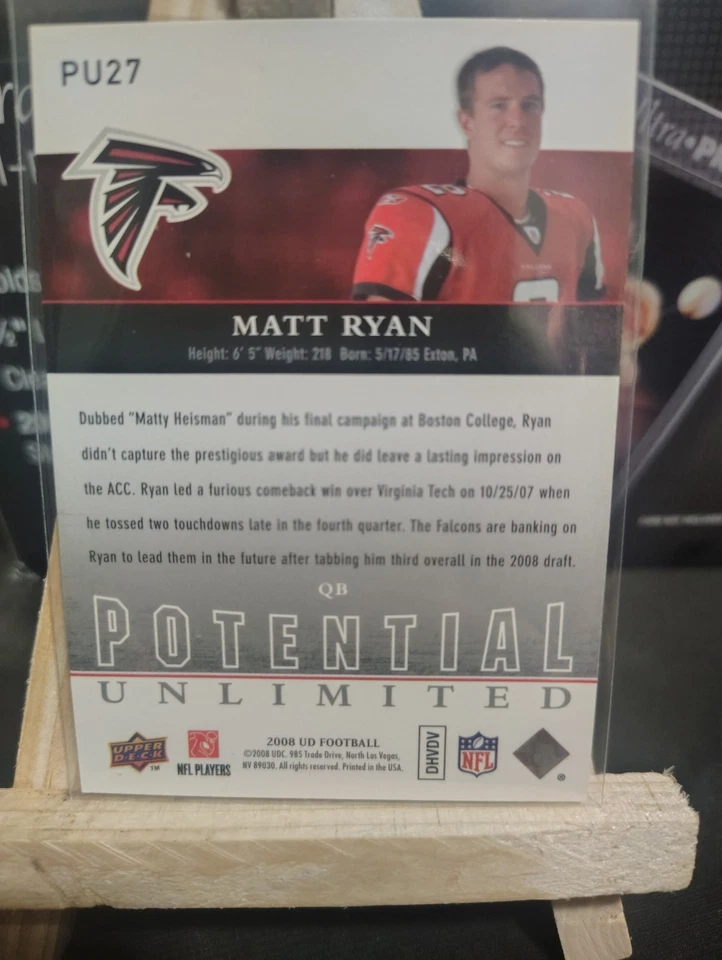 PU27
MATT RYAN
Height: 6' 5" Weight: 218 Born: 5/17/85 Exton, PA
Dubbed "Matty Heisman" during his final campaign at Boston College, Ryan
didn't capture the prestigious award but he did leave a lasting impression on
the ACC. Ryan led a furious comeback win over Virginia Tech on 10/25/07 when
he tossed two touchdowns late in the fourth quarter. The Falcons are banking on
Ryan to lead them in the future after tabbing him third overall in the 2008 draft.
QB
POTENTIAL
UNLIMITED
UPPER
DECK
TM
NFL PLAYERS
2008 UD FOOTBALL
©2008 UDC. 985 Trade Drive, North Las Vegas,
NV 89030. All rights reserved. Printed in the USA.
DHVDV
NFL
®